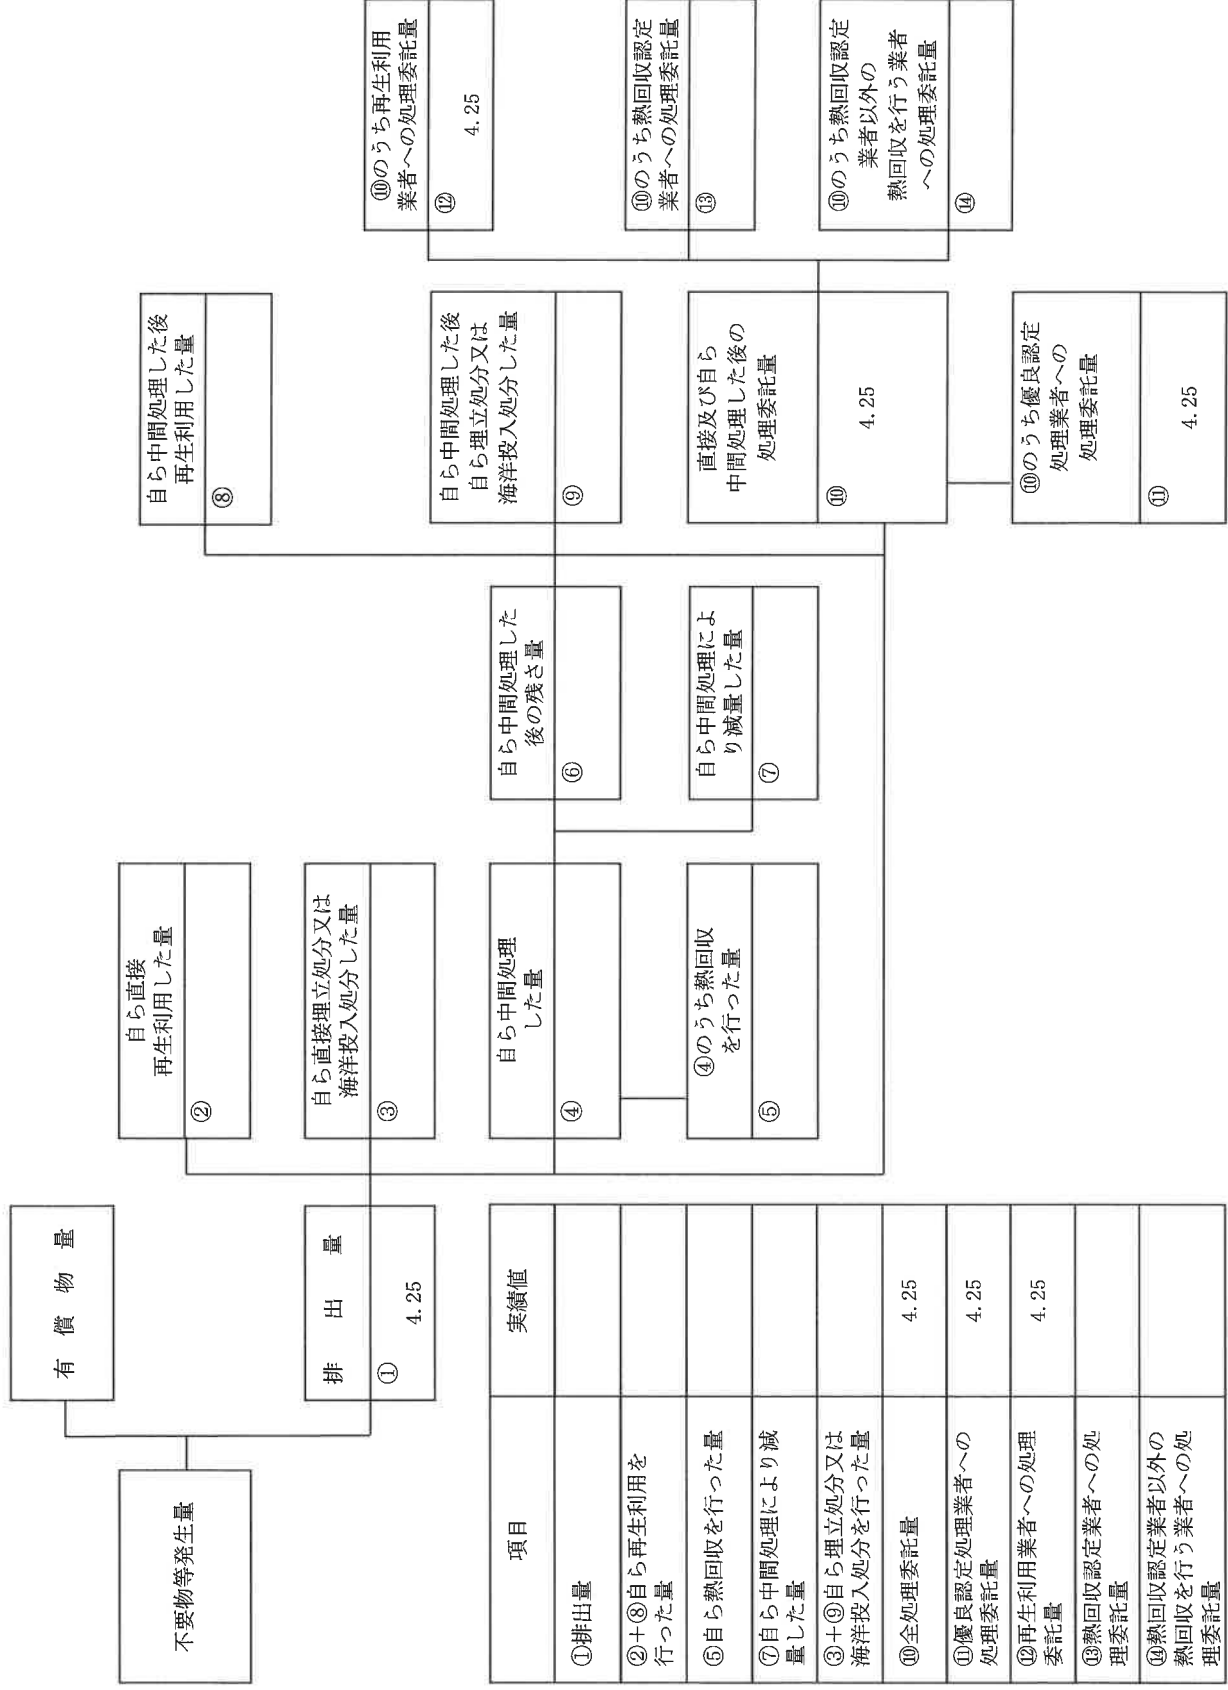 不要物等発生量
有償物量
排出量
①
4.25
自ら直接
再生利用した量
②
自ら直接埋立処分又は
海洋投入処分した量
③
自ら中間処理
した量
④
④のうち熱回収
を行った量
⑤
自ら中間処理した
後の残さ量
⑥
自ら中間処理によ
り減量した量
⑦
自ら中間処理した後
再生利用した量
⑧
自ら中間処理した後
自ら埋立処分又は
海洋投入処分した量
⑨
直接及び自ら
中間処理した後の
処理委託量
⑩
4.25
⑩のうち優良認定
処理業者への
処理委託量
⑪
4.25
⑩のうち再生利用
業者への処理委託量
⑫
4.25
⑩のうち熱回収認定
業者への処理委託量
⑬
⑩のうち熱回収認定
業者以外の
熱回収を行う業者
への処理委託量
⑭
項目
実績値
①排出量
②+⑧自ら再生利用を
行った量
⑤自ら熱回収を行った量
⑦自ら中間処理により減
量した量
③+⑨自ら埋立処分又は
海洋投入処分を行った量
⑩全処理委託量
4.25
⑪優良認定処理業者への
処理委託量
4.25
⑫再生利用業者への処理
委託量
4.25
⑬熱回収認定業者への処
理委託量
⑭熱回収認定業者以外の
熱回収を行う業者への処
理委託量